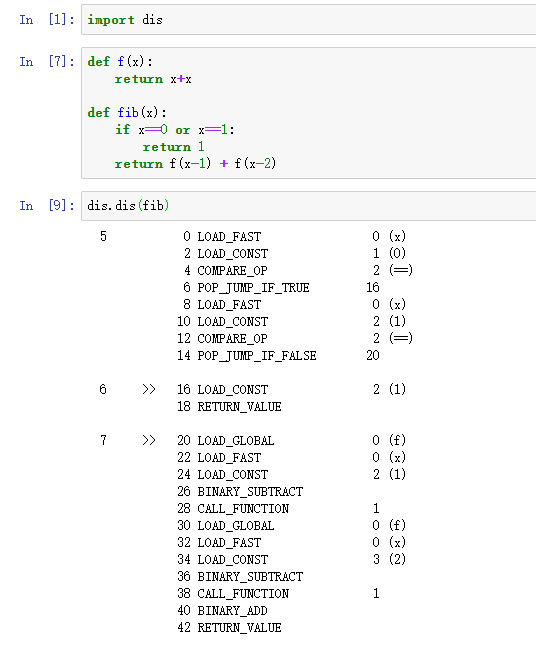 In [1]: import dis
In [7]: def f(x):
return x+x
def fib(x):
if x==0 or x==1:
return 1
return f(x-1) + f(x-2)
In [9]: dis.dis(fib)
5 0 LOAD_FAST 0 (x)
2 LOAD_CONST 1 (0)
4 COMPARE_OP 2 (==)
6 POP_JUMP_IF_TRUE 16
8 LOAD_FAST 0 (x)
10 LOAD_CONST 2 (1)
12 COMPARE_OP 2 (==)
14 POP_JUMP_IF_FALSE 20
6 >> 16 LOAD_CONST 2 (1)
18 RETURN_VALUE
7 >> 20 LOAD_GLOBAL 0 (f)
22 LOAD_FAST 0 (x)
24 LOAD_CONST 2 (1)
26 BINARY_SUBTRACT
28 CALL_FUNCTION 1
30 LOAD_GLOBAL 0 (f)
32 LOAD_FAST 0 (x)
34 LOAD_CONST 3 (2)
36 BINARY_SUBTRACT
38 CALL_FUNCTION 1
40 BINARY_ADD
42 RETURN_VALUE